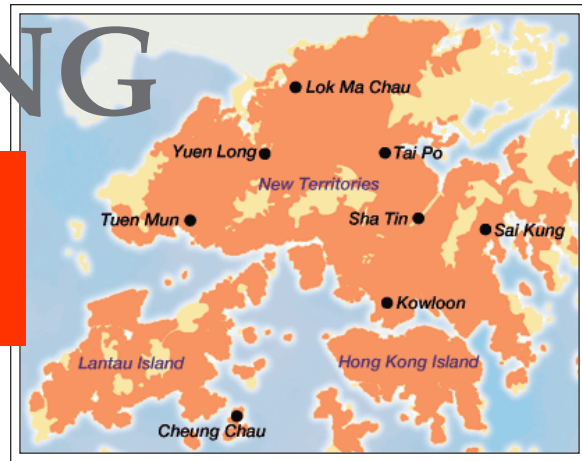 NG
Lok Ma Chau
Yuen Long
Tai Po
New Territories
Tuen Mun
Sha Tin
Sai Kung
Kowloon
Lantau Island
Hong Kong Island
Cheung Chau